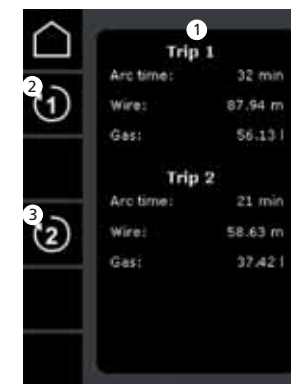 1
Trip 1
Arc time: 32 min
2
1
Wire: 87.94 m
Gas: 56.13 l
Trip 2
Arc time: 21 min
3
2
Wire: 58.63 m
Gas: 37.42 l